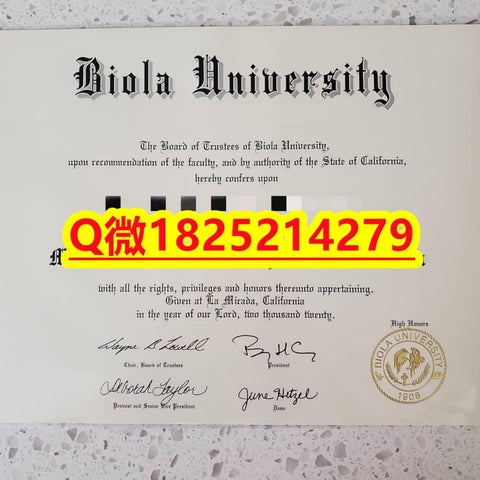 Biola University
The Board of Trustees of Biola University,
upon recommendation of the faculty, and by authority of the State of California,
hereby confers upon
Q微1825214279
with all the rights, privileges and honors thereunto appertaining.
Given at La Mirada, California
in the year of our Lord, two thousand twenty.
High Honors
Chair, Board of Trustees
President
Deborah Taylor
June Hetzel
Provost and Senior Vice President
Dean
BIOLA UNIVERSITY
1908